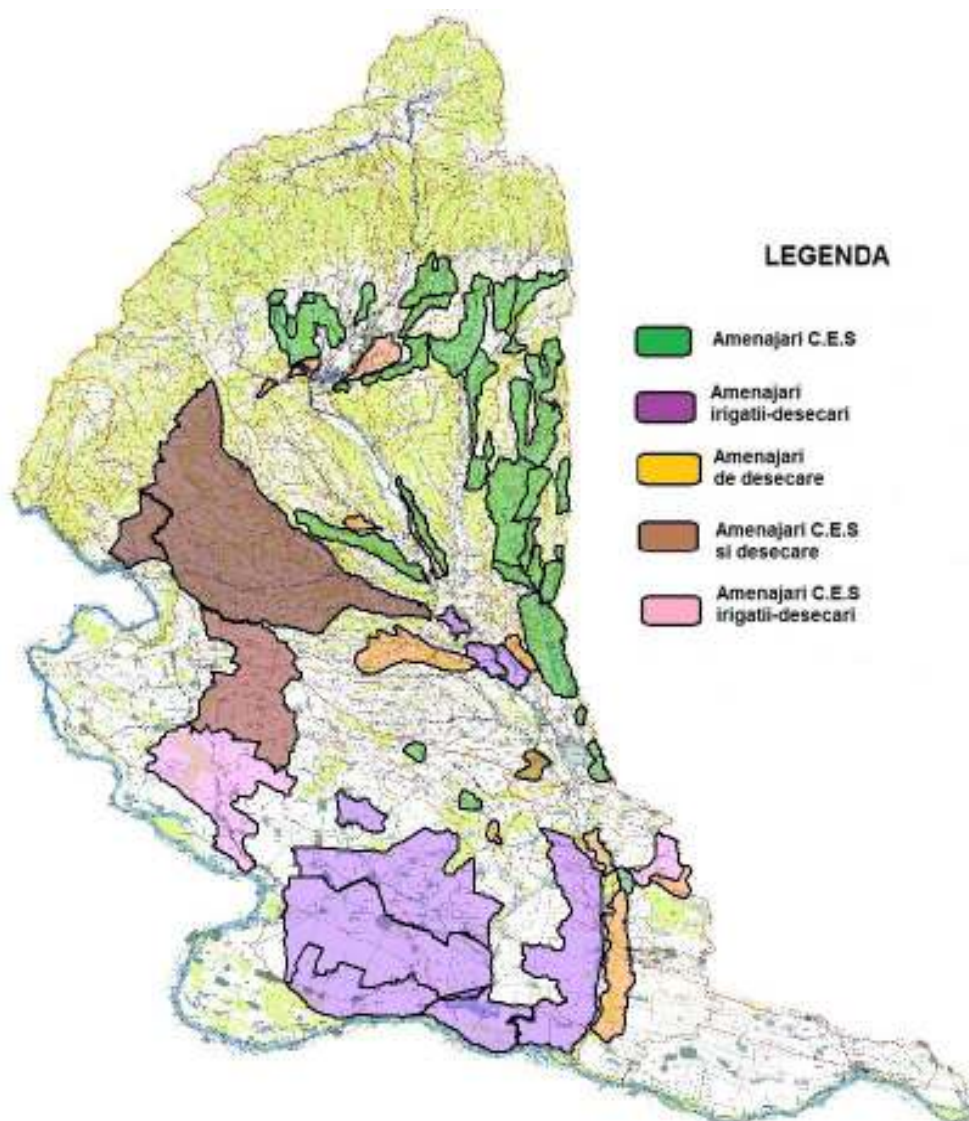 LEGENDA
Amenajari C.E.S
Amenajari
irigatii-desecari
Amenajari
de desecare
Amenajari C.E.S
si desecare
Amenajari C.E.S
irigatii-desecari